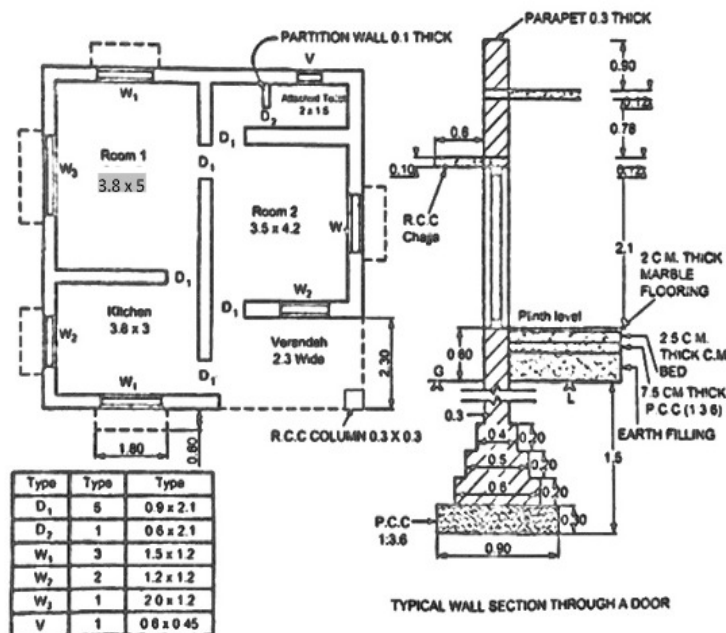 PARAPET 0.3 THICK
PARTITION WALL 0.1 THICK
V
W₁
Attached Toilet
2 x 1.5
D₂
D₁
D₁
Room 1
3.8 x 5
W₃
Room 2
3.5 x 4.2
W
W₂
D₁
D₁
Kitchen
3.8 x 3
W₂
W₁
D₁
Verendeh
2.3 Wide
2.30
1.80
0.60
R.C.C COLUMN 0.3 X 0.3
0.90
0.12
0.78
0.12
0.6
0.10
R.C.C
Chajja
2.1
2 C M. THICK
MARBLE
FLOORING
Plinth level
0.60
2.5 C.M.
THICK C.M
BED
7.5 CM THICK
P.C.C (1 3 6)
EARTH FILLING
G
L
0.3
0.4
0.20
0.5
0.20
0.6
0.20
0.30
1.5
P.C.C
1:3.6
0.90
TYPICAL WALL SECTION THROUGH A DOOR
Type Type Type
D₁ 5 0.9 x 2.1
D₂ 1 0.6 x 2.1
W₁ 3 1.5 x 1.2
W₂ 2 1.2 x 1.2
W₃ 1 2.0 x 1.2
V 1 0.6 x 0.45